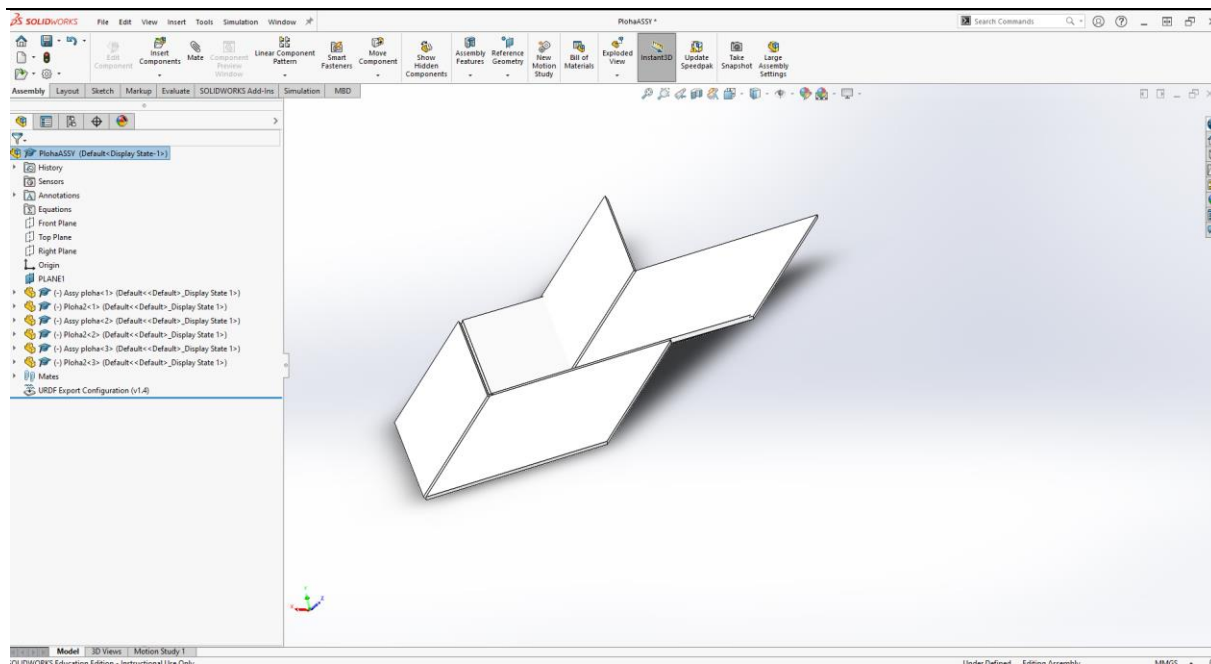 SOLIDWORKS File Edit View Insert Tools Simulation Window PlohaASSY * Search Commands
Edit Component
Insert Components
Mate
Component Preview Window
Linear Component Pattern
Smart Fasteners
Move Component
Show Hidden Components
Assembly Features
Reference Geometry
New Motion Study
Bill of Materials
Exploded View
Instant3D
Update Speedpak
Take Snapshot
Large Assembly Settings
Assembly Layout Sketch Markup Evaluate SOLIDWORKS Add-Ins Simulation MBD
PlohaASSY (Default<Display State-1>)
History
Sensors
Annotations
Equations
Front Plane
Top Plane
Right Plane
Origin
PLANE1
(-) Assy ploha<1> (Default<<Default>_Display State 1>)
(-) Ploha2<1> (Default<<Default>_Display State 1>)
(-) Assy ploha<2> (Default<<Default>_Display State 1>)
(-) Ploha2<2> (Default<<Default>_Display State 1>)
(-) Assy ploha<3> (Default<<Default>_Display State 1>)
(-) Ploha2<3> (Default<<Default>_Display State 1>)
Mates
URDF Export Configuration (v1.4)
Model 3D Views Motion Study 1
SOLIDWORKS Education Edition - Instructional Use Only Under Defined Editing Assembly MMGS